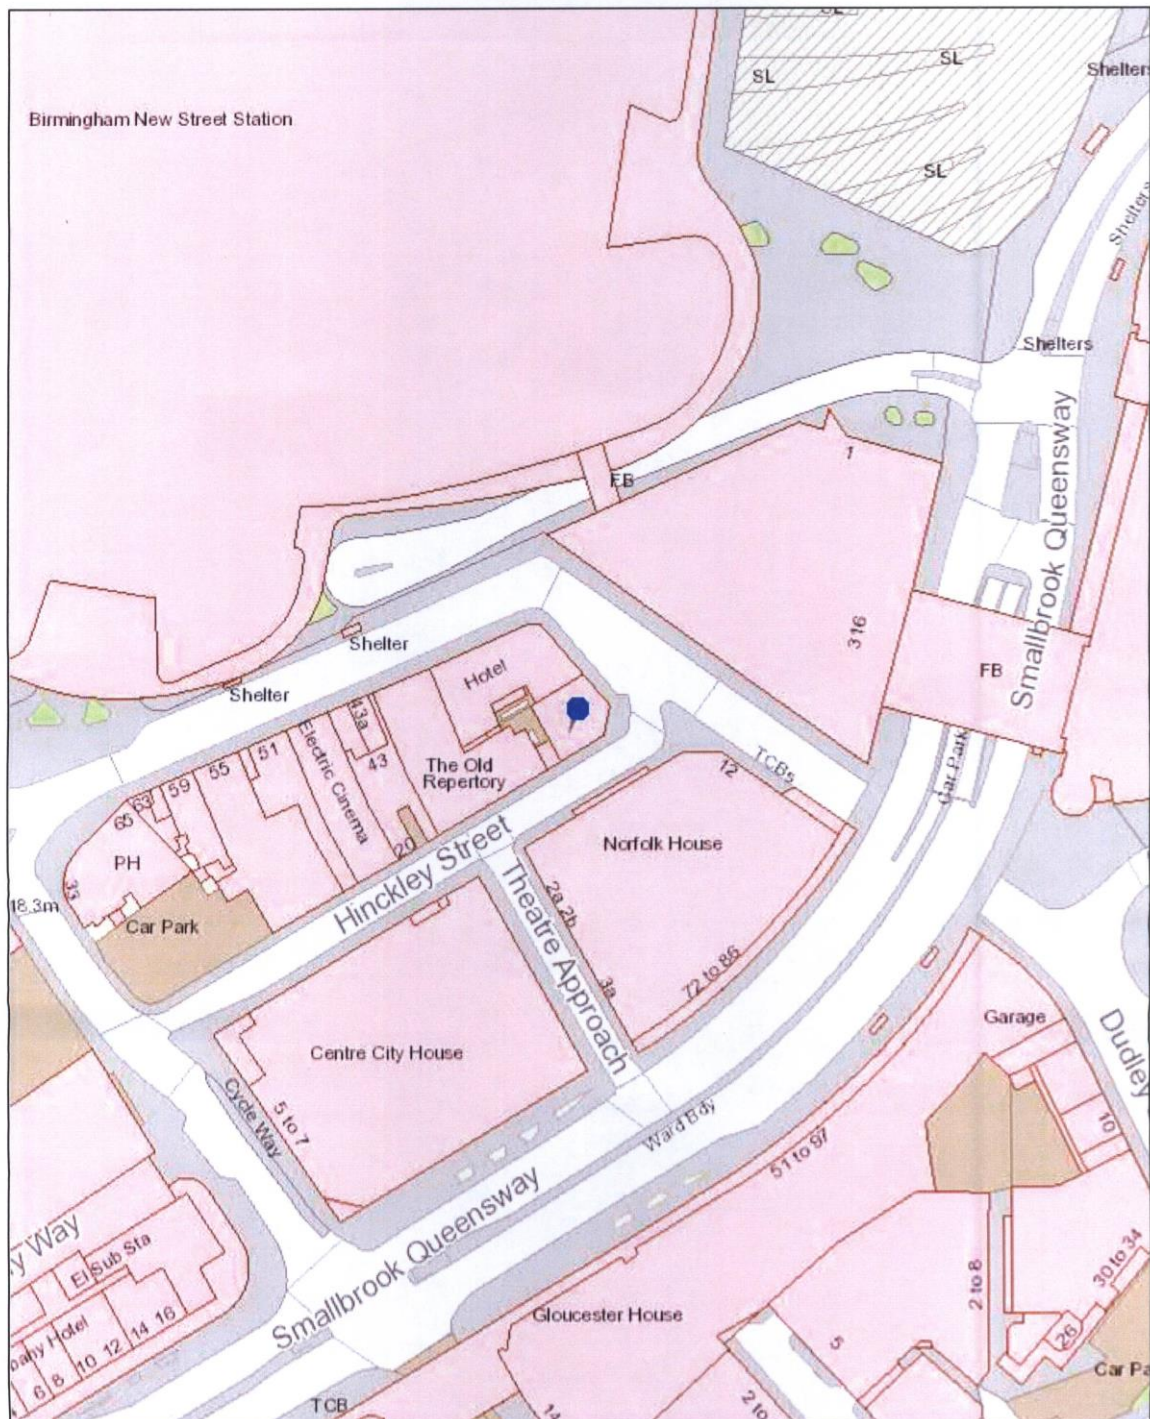 SL
Birmingham New Street Station
SL
SL
Shelters
SL
Shelters
Shelters
FB
1
Smallbrook Queensway
316
FB
Shelter
Shelter
Hotel
43a
43
Electric Cinema
51
55
59
63
65
PH
33
The Old
Repertory
20
TCBs
12
Car Park
Norfolk House
Hinckley Street
Theatre Approach
2a 2b
3a
72 to 86
18.3m
Car Park
Centre City House
Cycle Way
5 to 7
Ward Bdy
Garage
Dudley
10
51 to 97
Smallbrook Queensway
y Way
El Sub Sta
bany Hotel
6
8
10
12
14
16
Gloucester House
2 to 8
30 to 34
26
5
Car Pa
TCB
14
2 to